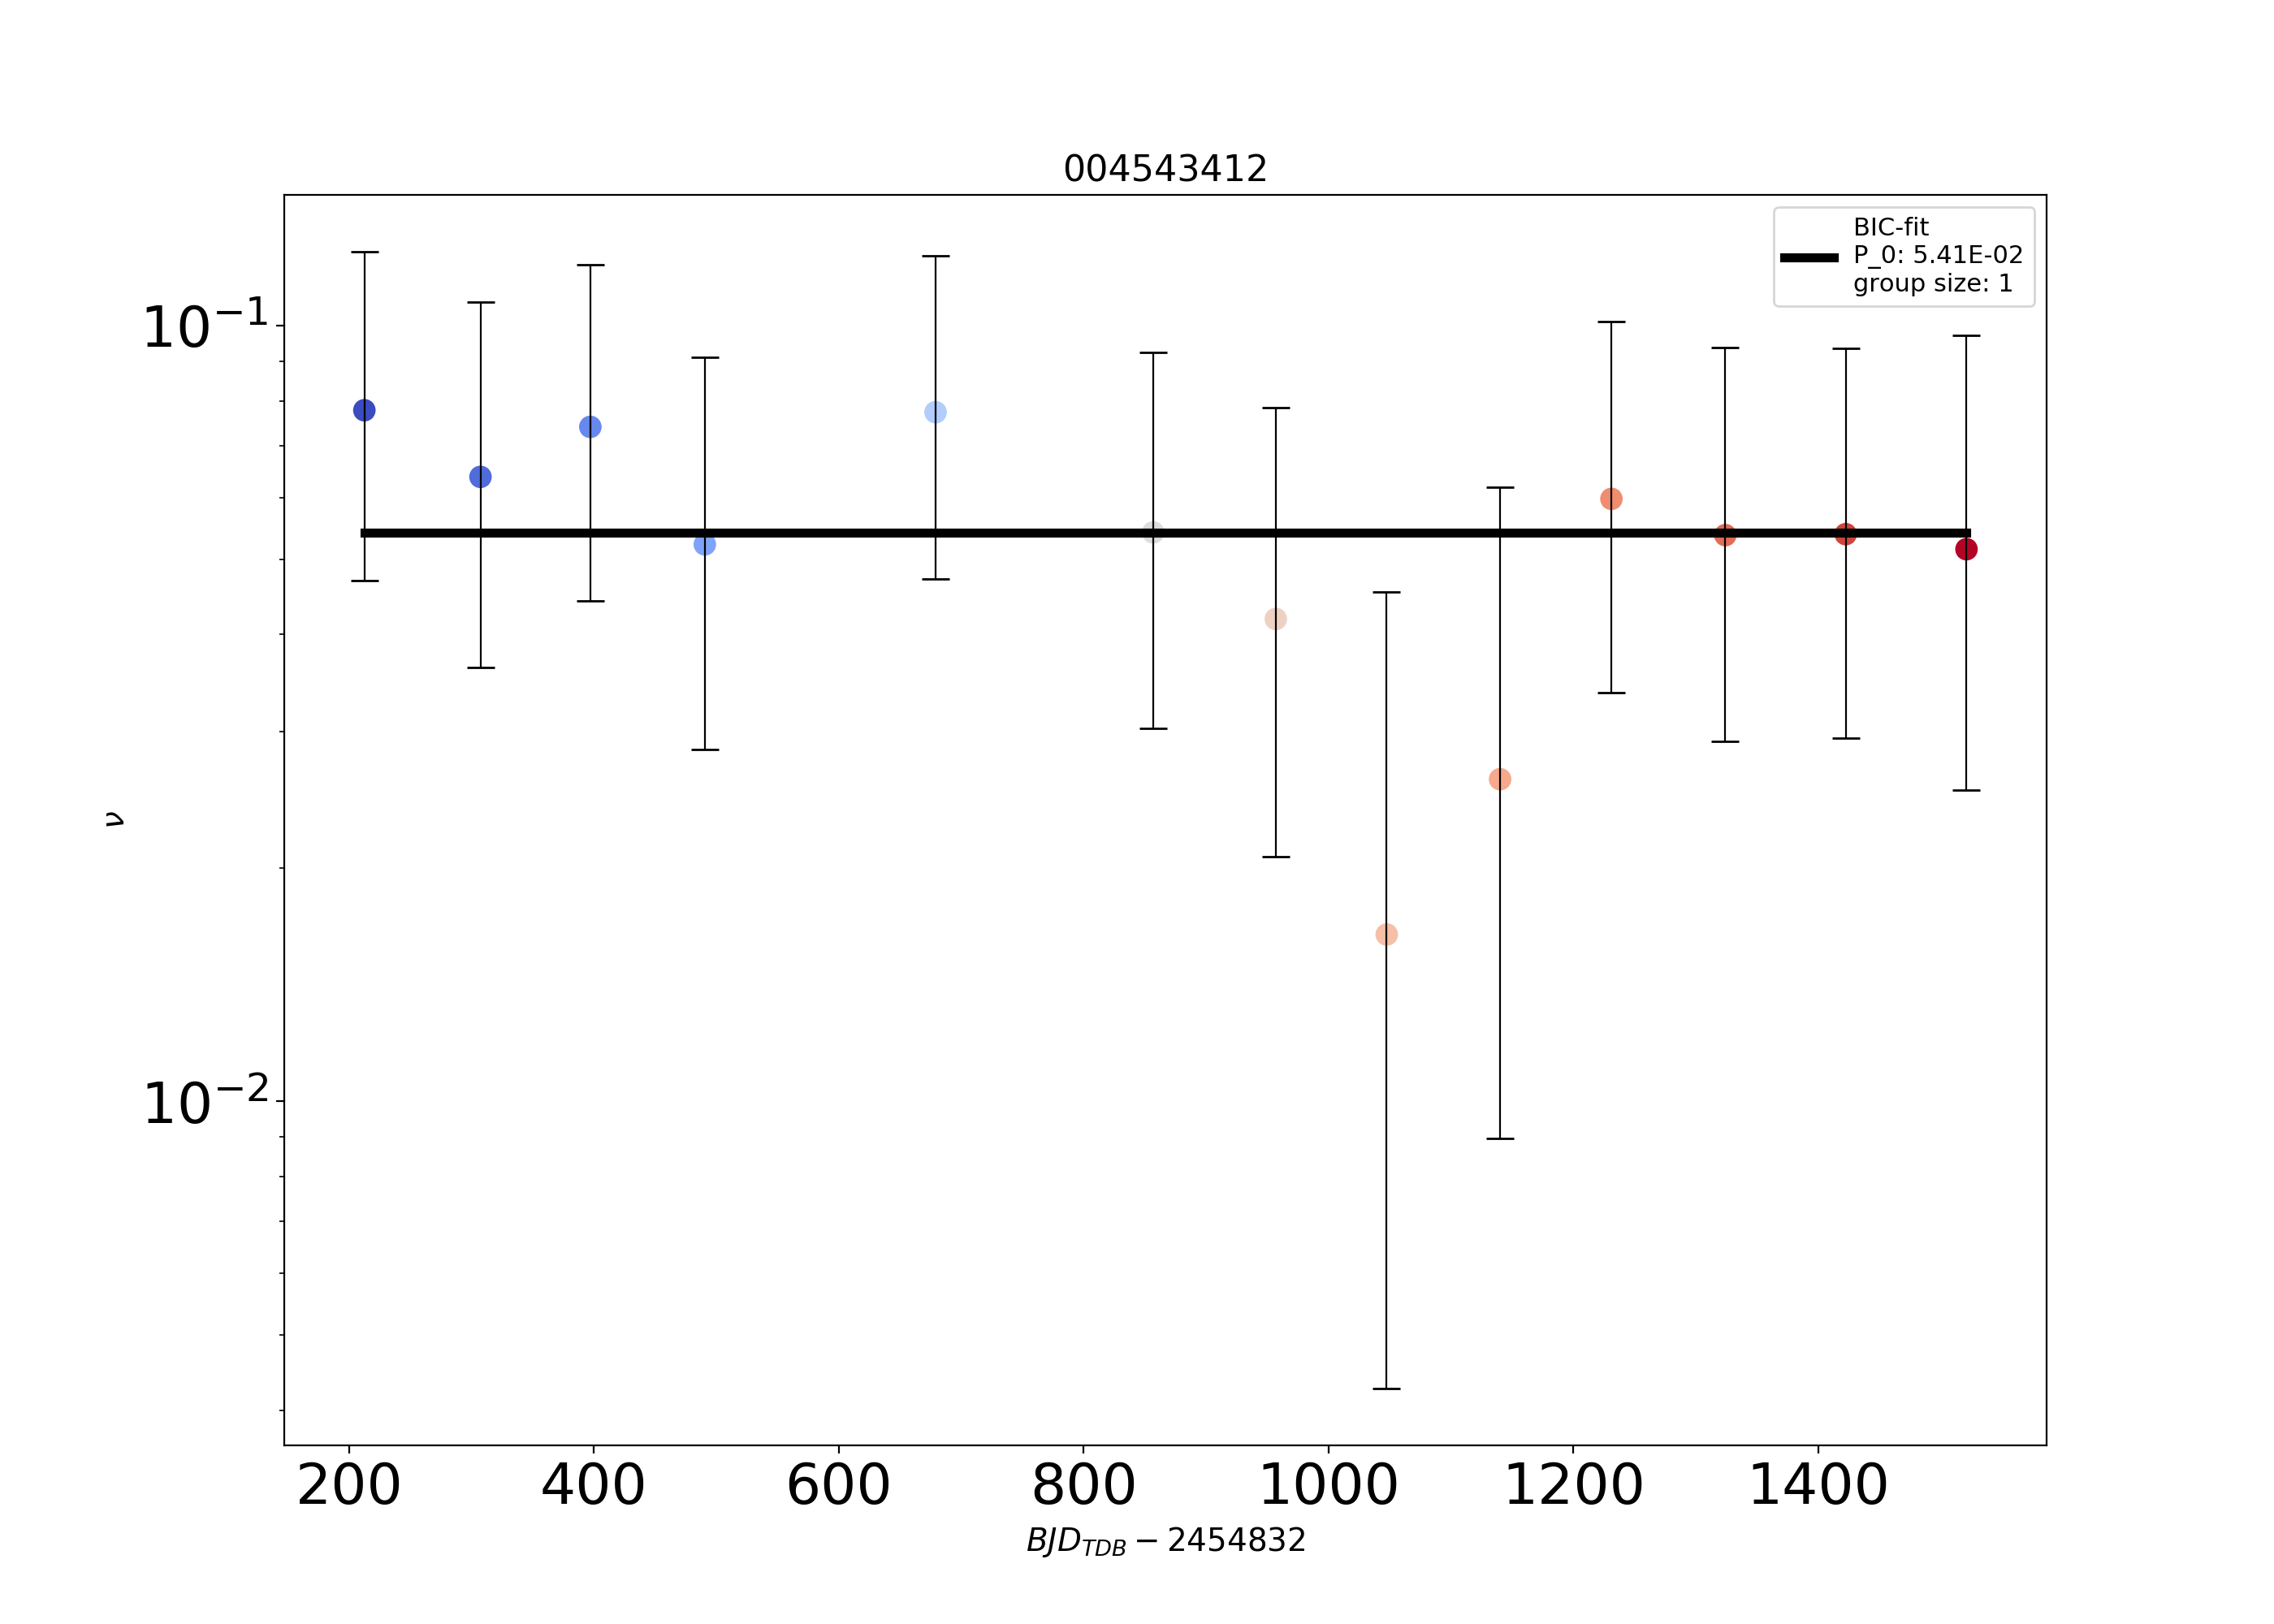 004543412
BIC-fit
P_0: 5.41E-02
group size: 1
10⁻¹
10⁻²
ν
200 400 600 800 1000 1200 1400
BJD_TDB − 2454832